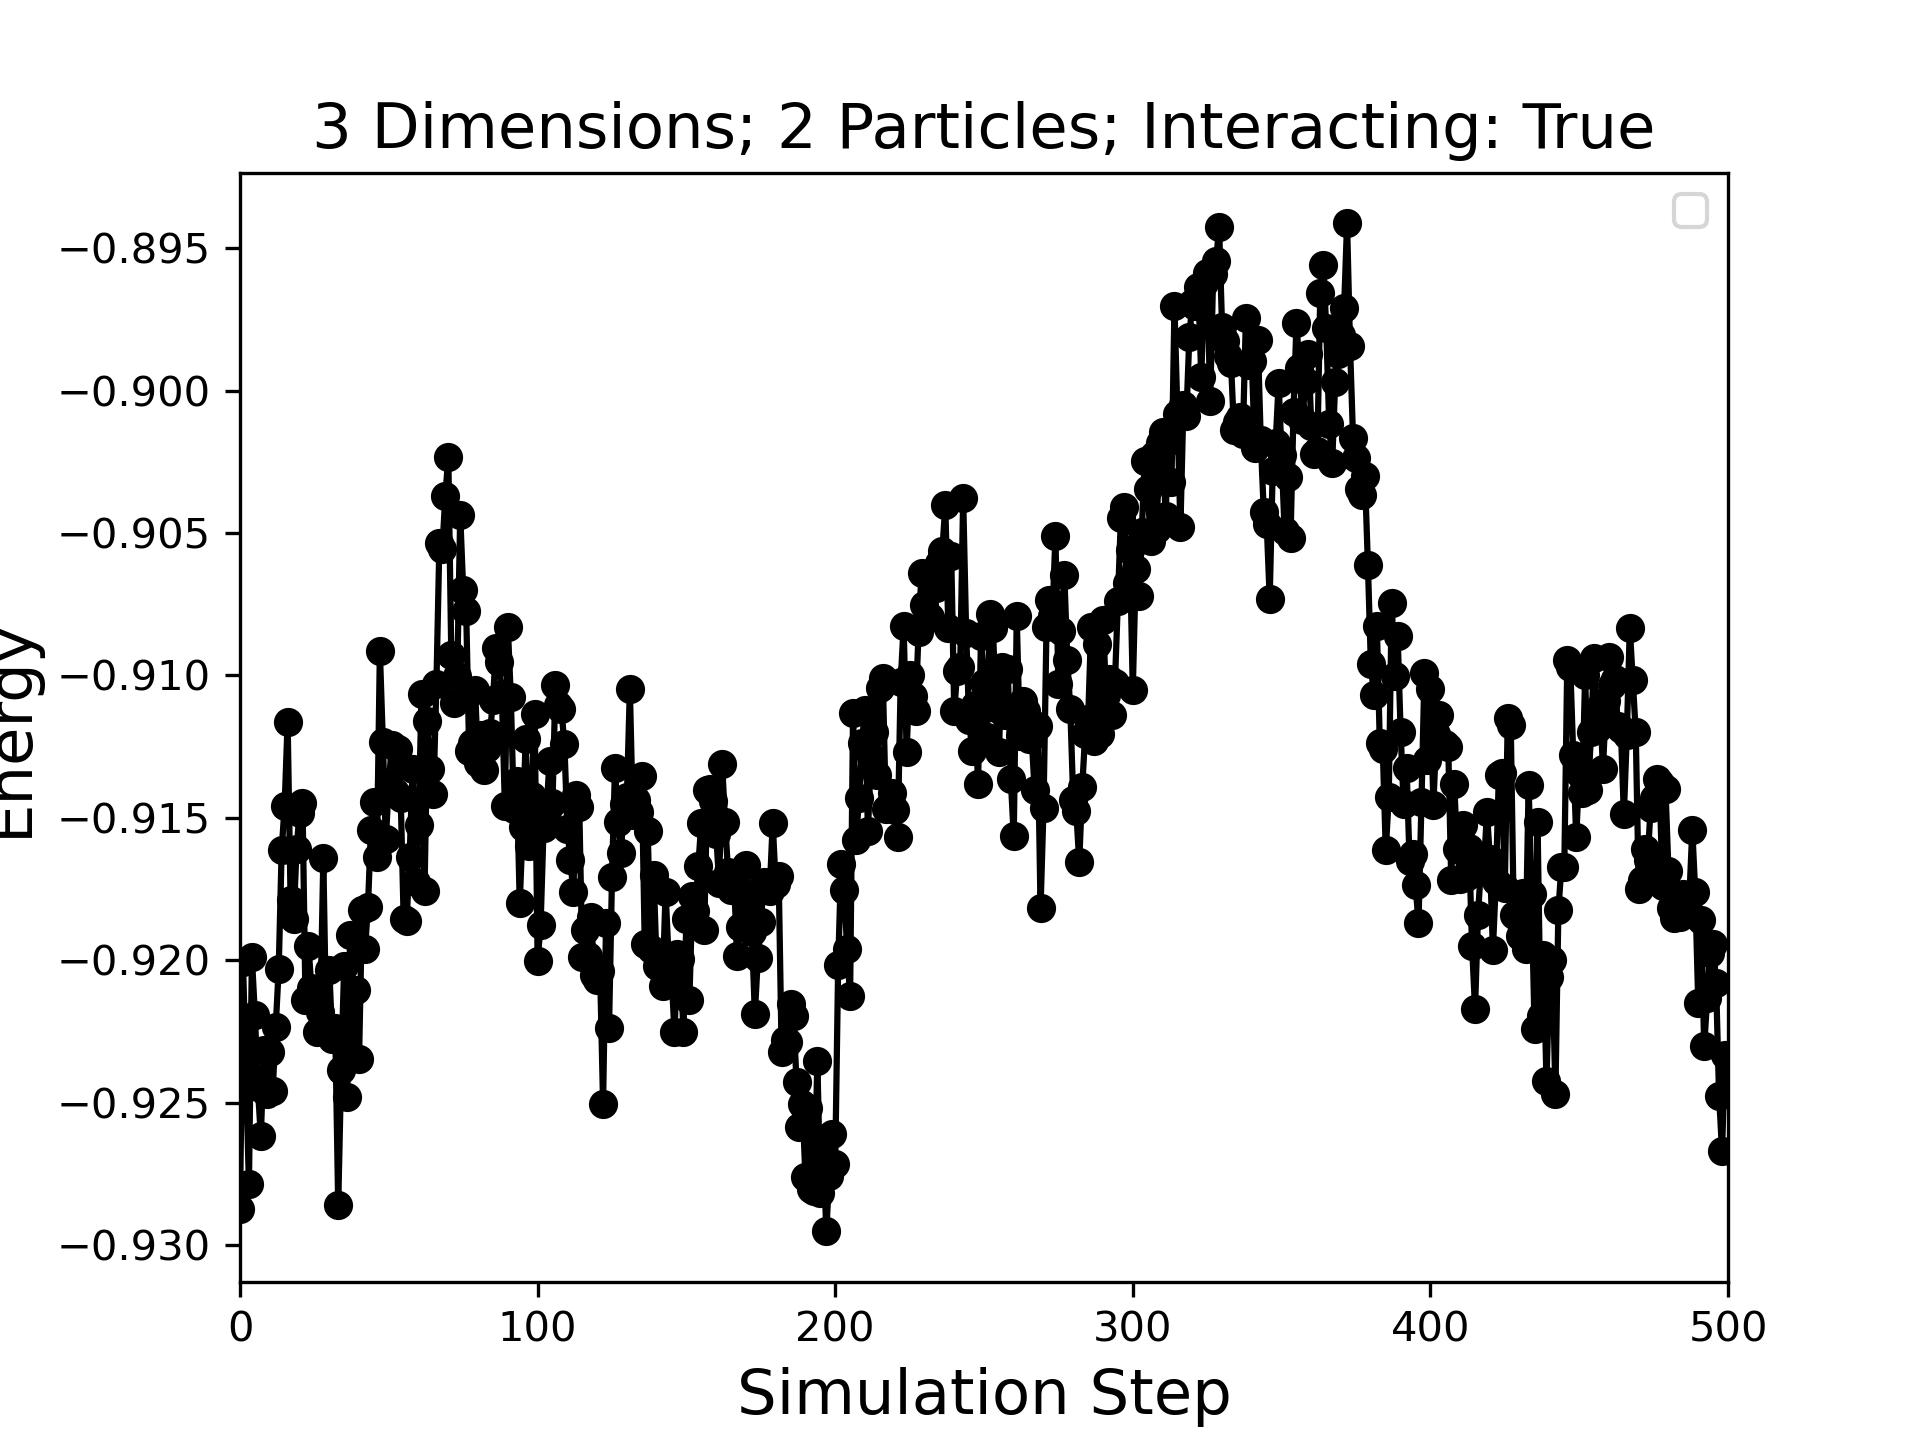 3 Dimensions; 2 Particles; Interacting: True
Energy
−0.895
−0.900
−0.905
−0.910
−0.915
−0.920
−0.925
−0.930
0 100 200 300 400 500
Simulation Step